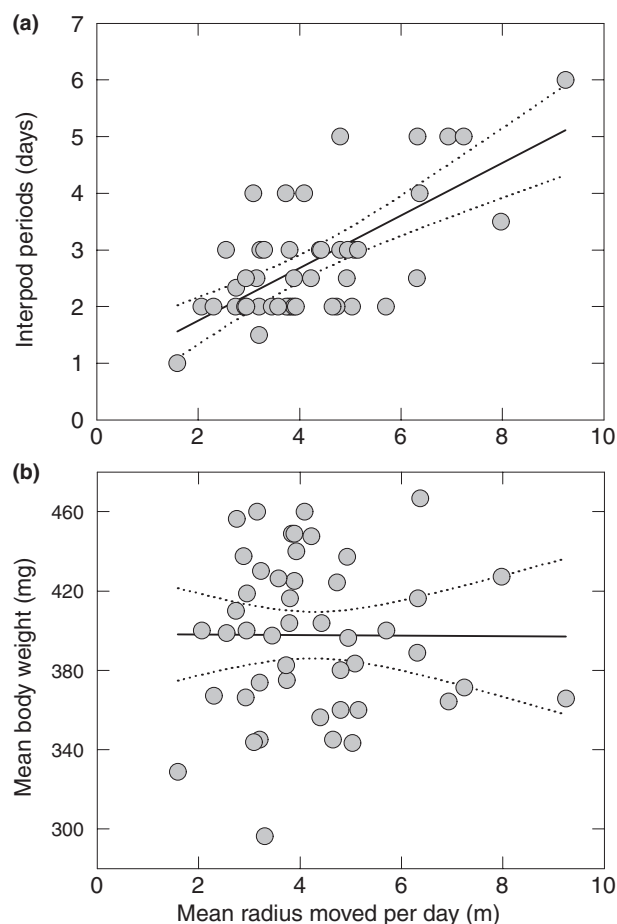 (a)
7
6
5
4
3
2
1
0
Interpod periods (days)
0 2 4 6 8 10
(b)
460
420
380
340
300
Mean body weight (mg)
0 2 4 6 8 10
Mean radius moved per day (m)